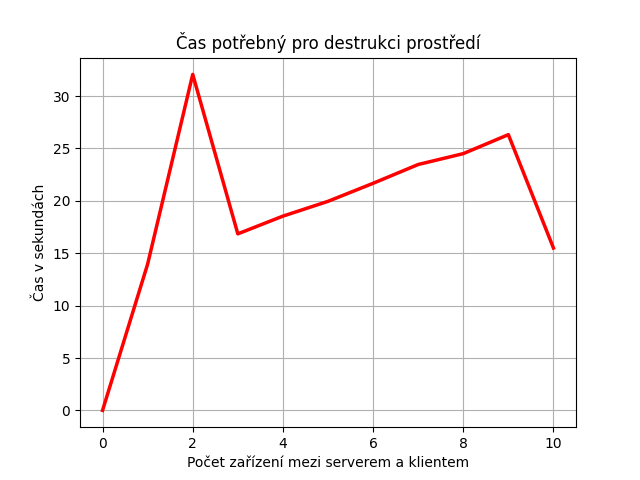 Čas potřebný pro destrukci prostředí
30
25
20
15
10
5
0
Čas v sekundách
0 2 4 6 8 10
Počet zařízení mezi serverem a klientem